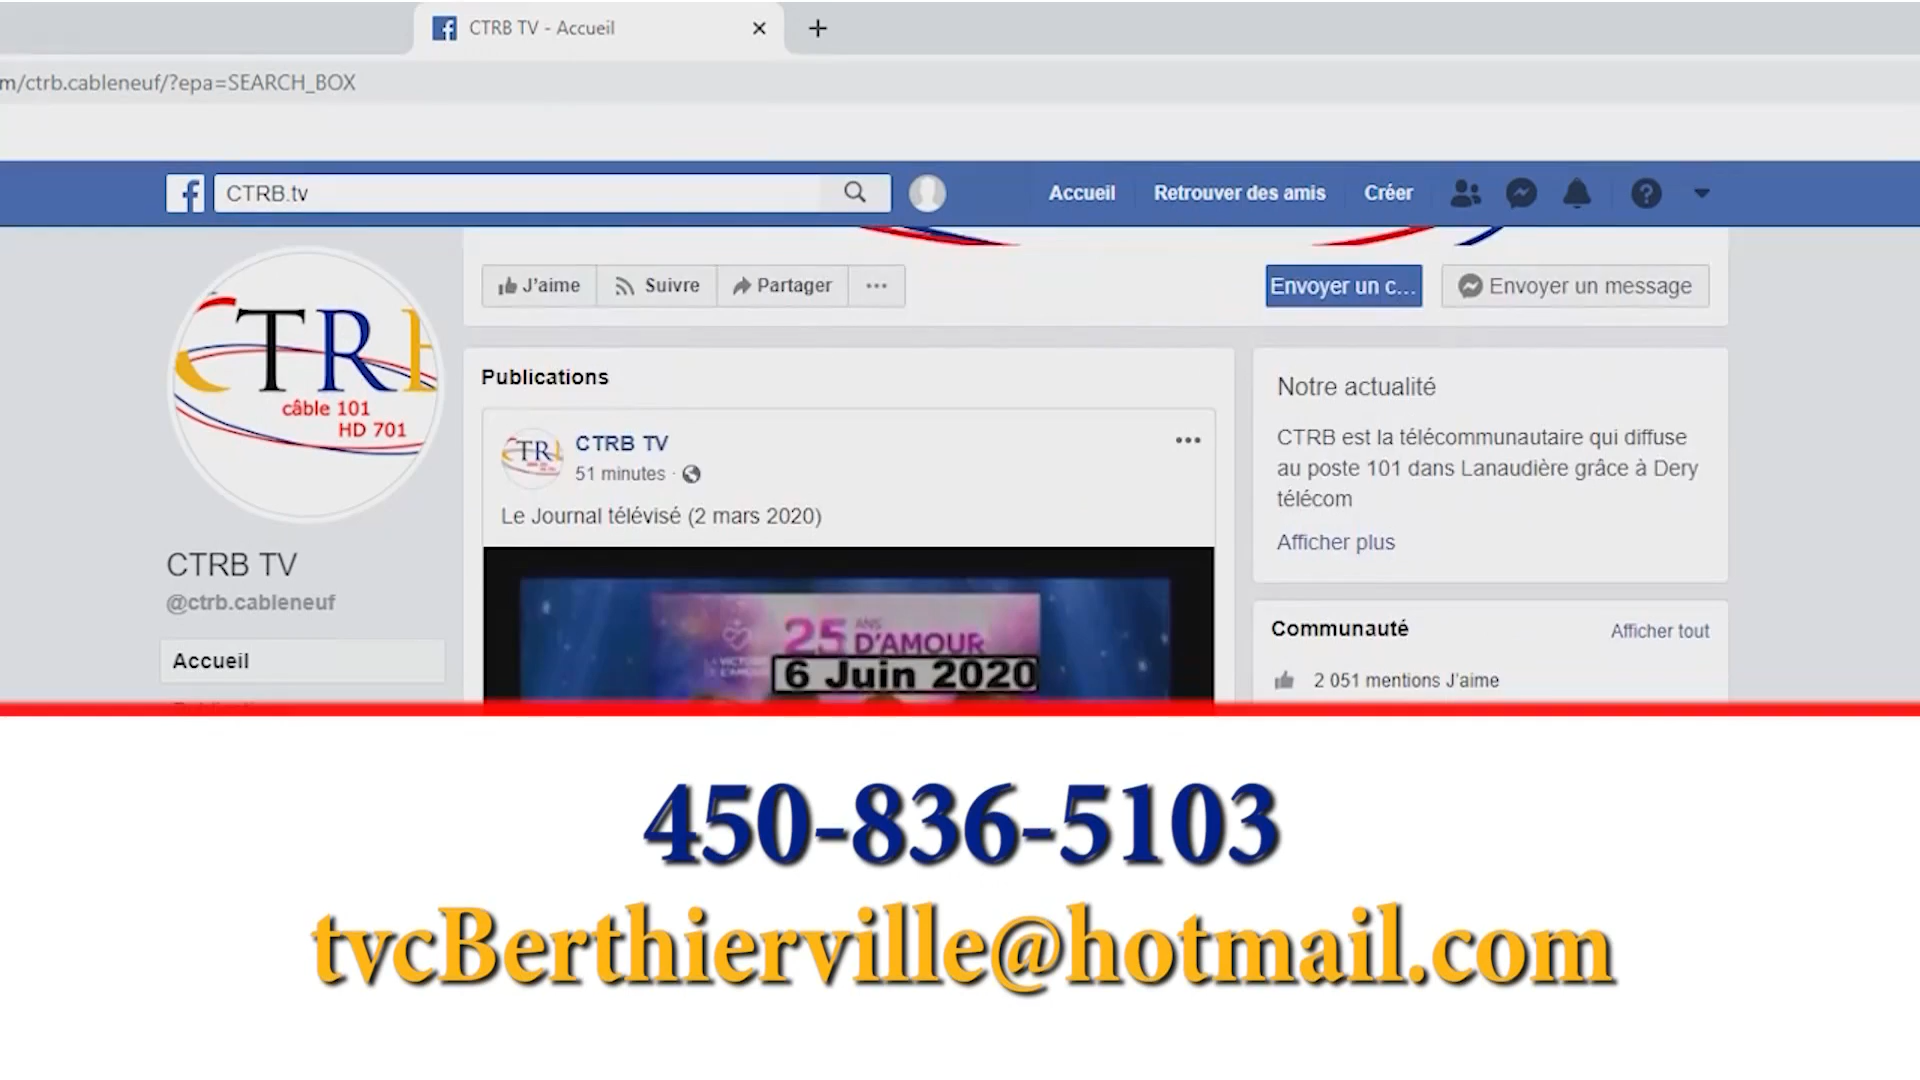 CTRB TV - Accueil
m/ctrb.cableneuf/?epa=SEARCH_BOX
CTRB.tv
Accueil
Retrouver des amis
Créer
J'aime
Suivre
Partager
Envoyer un c...
Envoyer un message
CTRB
câble 101
HD 701
CTRB TV
@ctrb.cableneuf
Accueil
Publications
CTRB TV
51 minutes
Le Journal télévisé (2 mars 2020)
25 ANS
D'AMOUR
6 Juin 2020
Notre actualité
CTRB est la télécommunautaire qui diffuse
au poste 101 dans Lanaudière grâce à Dery
télécom
Afficher plus
Communauté
Afficher tout
2 051 mentions J'aime
450-836-5103
tvcBerthierville@hotmail.com